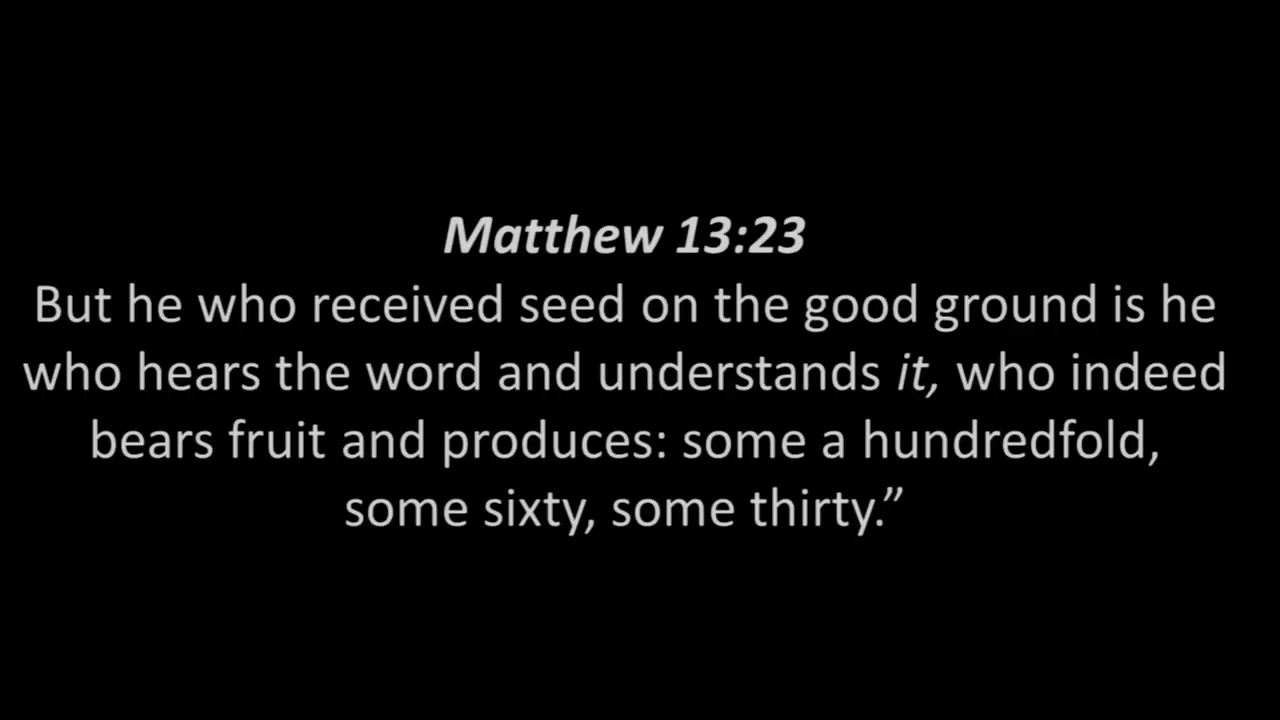 Matthew 13:23
But he who received seed on the good ground is he
who hears the word and understands it, who indeed
bears fruit and produces: some a hundredfold,
some sixty, some thirty.”